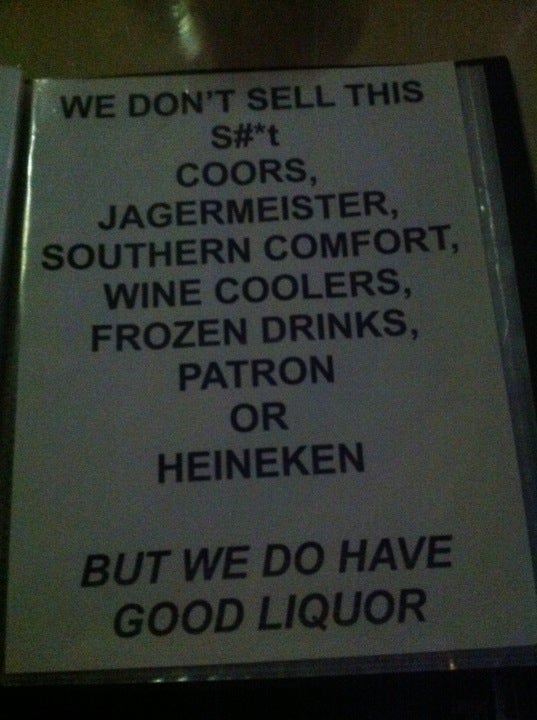 WE DON'T SELL THIS
S#*t
COORS,
JAGERMEISTER,
SOUTHERN COMFORT,
WINE COOLERS,
FROZEN DRINKS,
PATRON
OR
HEINEKEN
BUT WE DO HAVE
GOOD LIQUOR